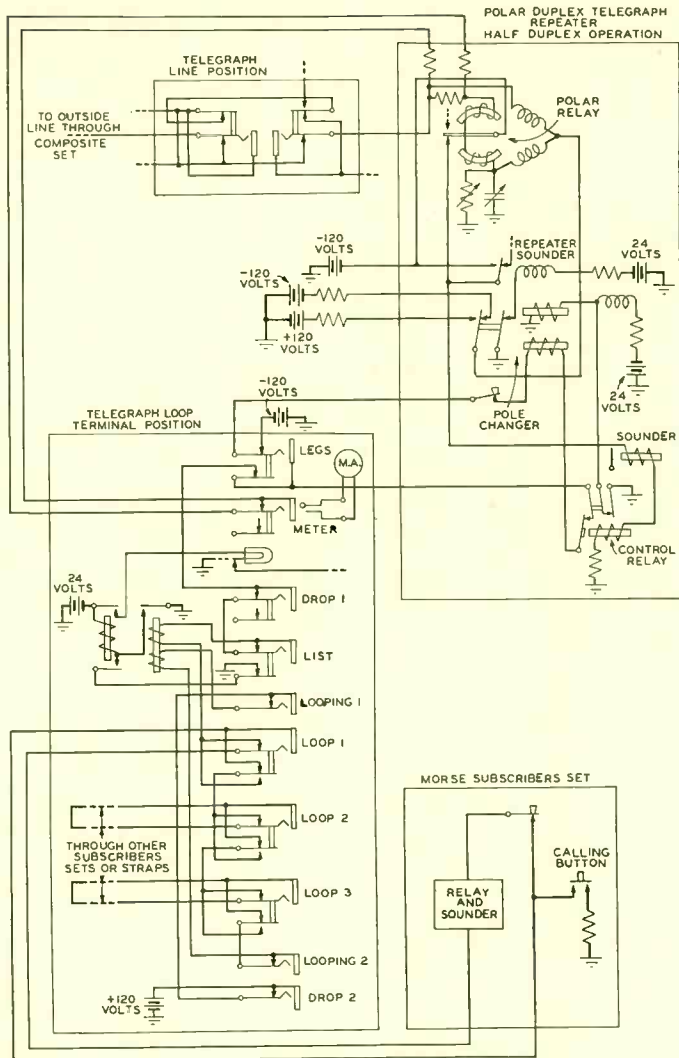 POLAR DUPLEX TELEGRAPH
REPEATER
HALF DUPLEX OPERATION
TELEGRAPH
LINE POSITION
TO OUTSIDE
LINE THROUGH
COMPOSITE SET
POLAR
RELAY
-120
VOLTS
REPEATER
SOUNDER
24
VOLTS
-120
VOLTS
+120
VOLTS
-120
VOLTS
POLE
CHANGER
24
VOLTS
TELEGRAPH LOOP
TERMINAL POSITION
LEGS
M.A.
SOUNDER
METER
CONTROL
RELAY
24
VOLTS
DROP 1
LIST
LOOPING 1
LOOP 1
LOOP 2
THROUGH OTHER
SUBSCRIBERS
SETS OR STRAPS
LOOP 3
LOOPING 2
+120
VOLTS
DROP 2
MORSE SUBSCRIBERS SET
CALLING
BUTTON
RELAY
AND
SOUNDER